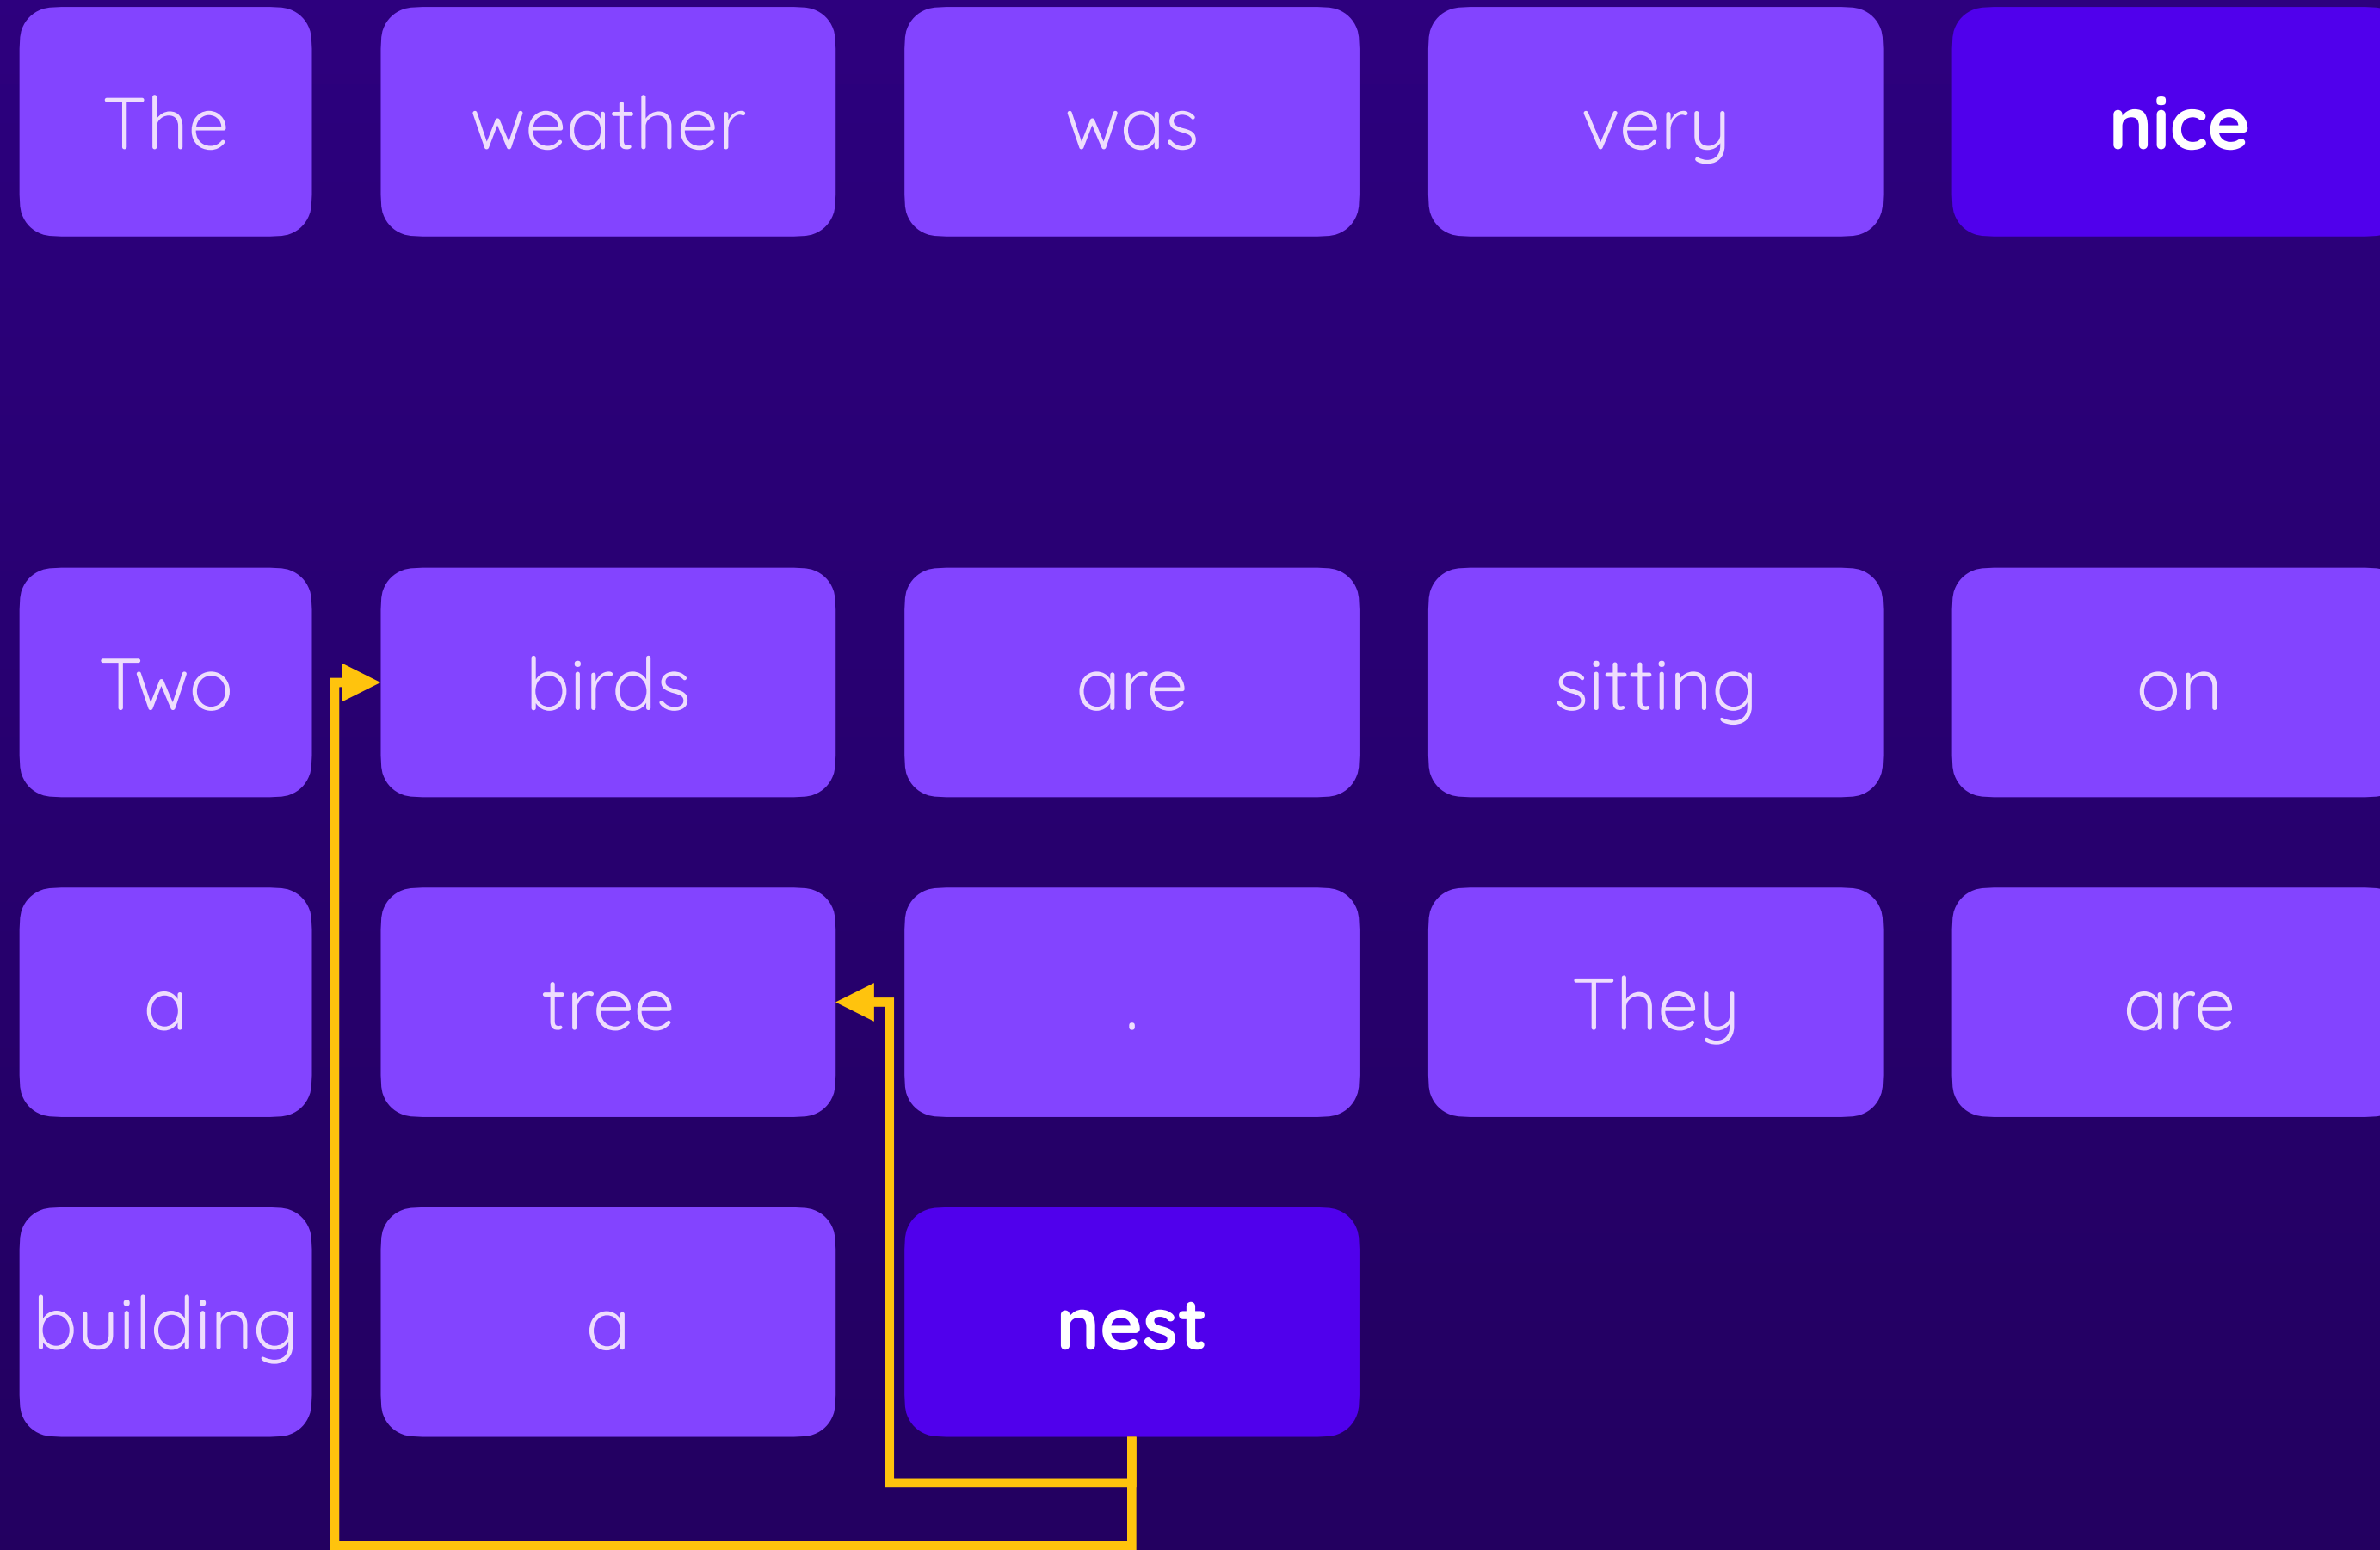 The weather was very nice
Two birds are sitting on
a tree . They are
building a nest